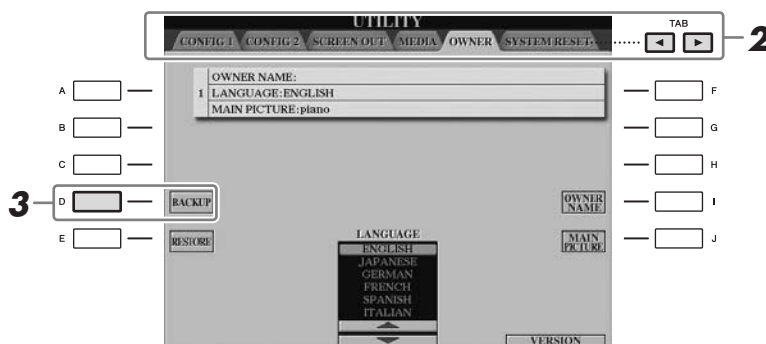 UTILITY
TAB
CONFIG 1 CONFIG 2 SCREEN OUT MEDIA OWNER SYSTEM RESET
2
OWNER NAME:
1 LANGUAGE:ENGLISH
MAIN PICTURE:piano
A
F
B
G
C
H
3
D
BACKUP
OWNER NAME
I
E
RESTORE
LANGUAGE
MAIN PICTURE
J
ENGLISH
JAPANESE
GERMAN
FRENCH
SPANISH
ITALIAN
VERSION